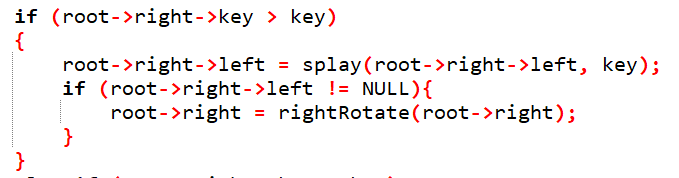 if (root->right->key > key)
{
root->right->left = splay(root->right->left, key);
if (root->right->left != NULL){
root->right = rightRotate(root->right);
}
}